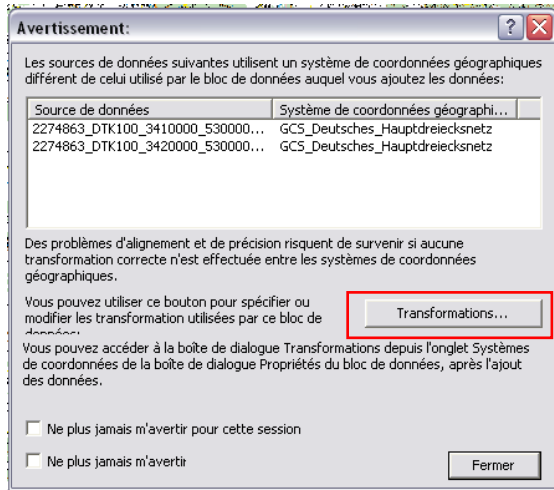 Avertissement:
Les sources de données suivantes utilisent un système de coordonnées géographiques
différent de celui utilisé par le bloc de données auquel vous ajoutez les données:
Source de données Système de coordonnées géographi...
2274863_DTK100_3410000_530000... GCS_Deutsches_Hauptdreiecksnetz
2274863_DTK100_3420000_530000... GCS_Deutsches_Hauptdreiecksnetz
Des problèmes d'alignement et de précision risquent de survenir si aucune
transformation correcte n'est effectuée entre les systèmes de coordonnées
géographiques.
Vous pouvez utiliser ce bouton pour spécifier ou
modifier les transformation utilisées par ce bloc de
données:
Transformations...
Vous pouvez accéder à la boîte de dialogue Transformations depuis l'onglet Systèmes
de coordonnées de la boîte de dialogue Propriétés du bloc de données, après l'ajout
des données.
Ne plus jamais m'avertir pour cette session
Ne plus jamais m'avertir
Fermer